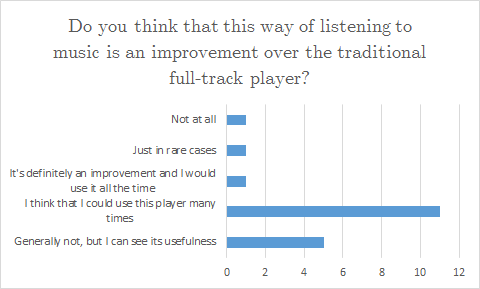 Do you think that this way of listening to
music is an improvement over the traditional
full-track player?
Not at all
Just in rare cases
It's definitely an improvement and I would
use it all the time
I think that I could use this player many
times
Generally not, but I can see its usefulness
0 2 4 6 8 10 12